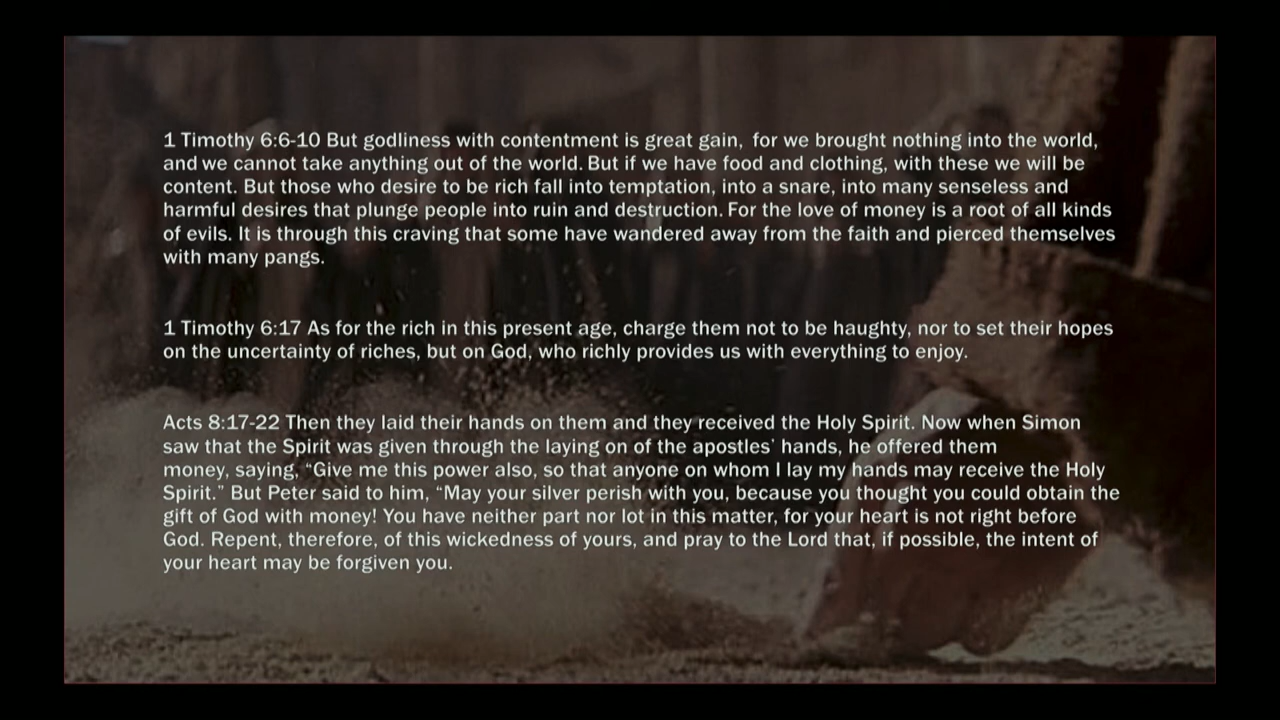 1 Timothy 6:6-10 But godliness with contentment is great gain, for we brought nothing into the world,
and we cannot take anything out of the world. But if we have food and clothing, with these we will be
content. But those who desire to be rich fall into temptation, into a snare, into many senseless and
harmful desires that plunge people into ruin and destruction. For the love of money is a root of all kinds
of evils. It is through this craving that some have wandered away from the faith and pierced themselves
with many pangs.
1 Timothy 6:17 As for the rich in this present age, charge them not to be haughty, nor to set their hopes
on the uncertainty of riches, but on God, who richly provides us with everything to enjoy.
Acts 8:17-22 Then they laid their hands on them and they received the Holy Spirit. Now when Simon
saw that the Spirit was given through the laying on of the apostles' hands, he offered them
money, saying, “Give me this power also, so that anyone on whom I lay my hands may receive the Holy
Spirit.” But Peter said to him, “May your silver perish with you, because you thought you could obtain the
gift of God with money! You have neither part nor lot in this matter, for your heart is not right before
God. Repent, therefore, of this wickedness of yours, and pray to the Lord that, if possible, the intent of
your heart may be forgiven you.